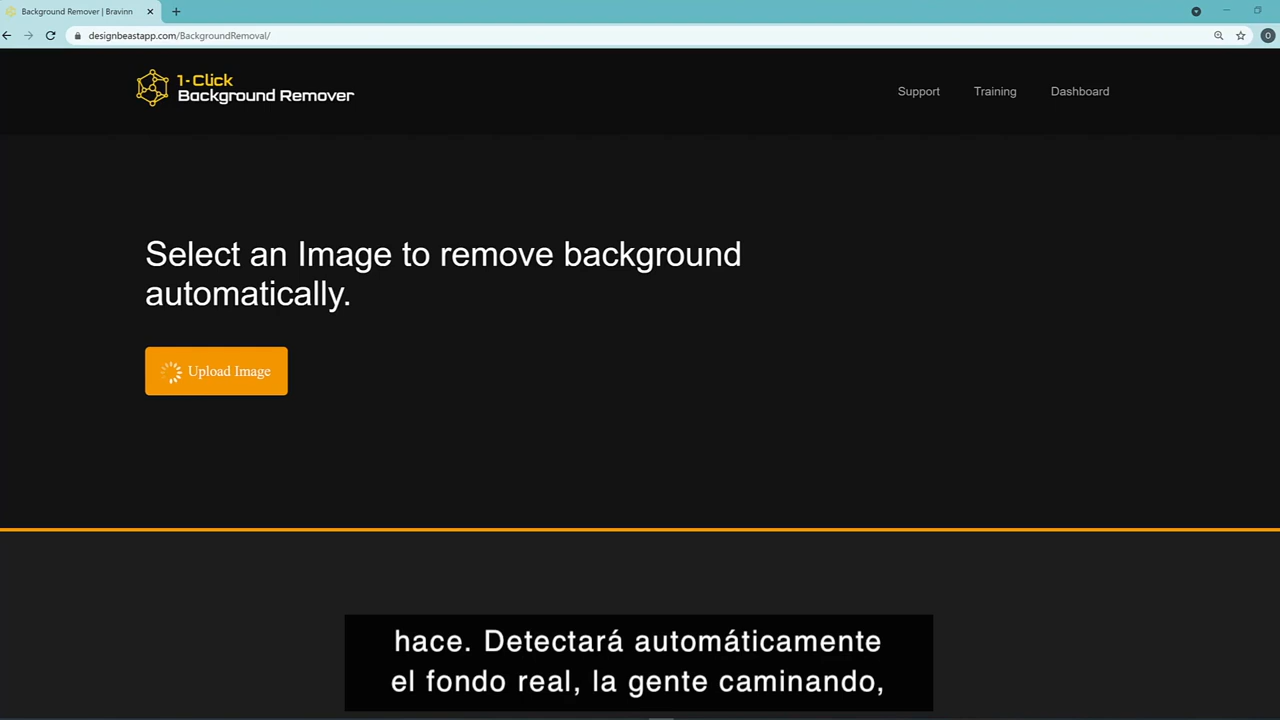 Background Remover | Bravinn
designbeastapp.com/BackgroundRemoval/
O
1-Click
Background Remover
Support Training Dashboard
Select an Image to remove background
automatically.
Upload Image
hace. Detectará automáticamente
el fondo real, la gente caminando,